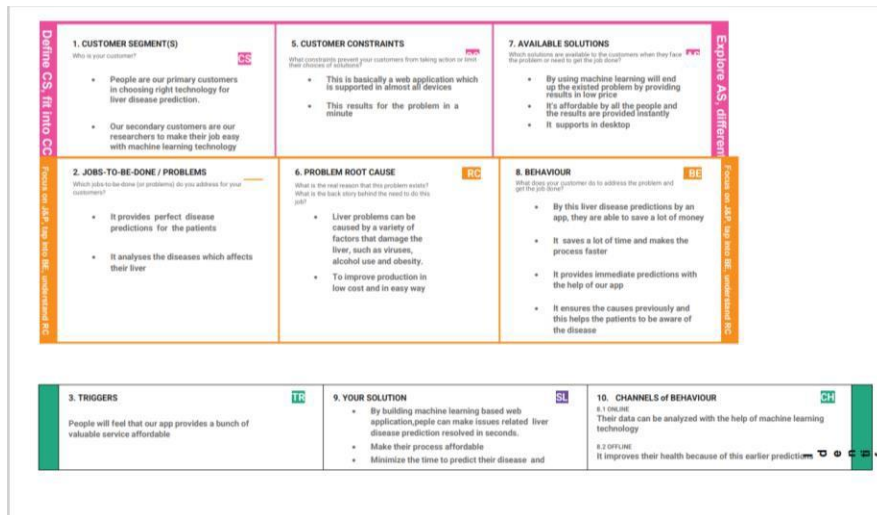 Define CS, fit into CC
1. CUSTOMER SEGMENT(S)
CS
Who is your customer?
People are our primary customers
in choosing right technology for
liver disease prediction.
Our secondary customers are our
researchers to make their job easy
with machine learning technology
5. CUSTOMER CONSTRAINTS
What constraints prevent your customers from taking action or limit
their choices of solutions?
This is basically a web application which
is supported in almost all devices
This results for the problem in a
minute
7. AVAILABLE SOLUTIONS
Which solutions are available to the customers when they face
the problem or need to get the job done?
By using machine learning will end
up the existed problem by providing
results in low price
It's affordable by all the people and
the results are provided instantly
It supports in desktop
Explore AS, different
Focus on J&P, tap into BE, understand RC
2. JOBS-TO-BE-DONE / PROBLEMS
Which jobs-to-be-done (or problems) do you address for your
customers?
It provides perfect disease
predictions for the patients
It analyses the diseases which affects
their liver
6. PROBLEM ROOT CAUSE
RC
What is the real reason that this problem exists?
What is the back story behind the need to do this
job?
Liver problems can be
caused by a variety of
factors that damage the
liver, such as viruses,
alcohol use and obesity.
To improve production in
low cost and in easy way
8. BEHAVIOUR
BE
What does your customer do to address the problem and
get the job done?
By this liver disease predictions by an
app, they are able to save a lot of money
It saves a lot of time and makes the
process faster
It provides immediate predictions with
the help of our app
It ensures the causes previously and
this helps the patients to be aware of
the disease
Focus on J&P, tap into BE, understand RC
3. TRIGGERS
TR
People will feel that our app provides a bunch of
valuable service affordable
9. YOUR SOLUTION
SL
By building machine learning based web
application,peple can make issues related liver
disease prediction resolved in seconds.
Make their process affordable
Minimize the time to predict their disease and
10. CHANNELS of BEHAVIOUR
CH
8.1 ONLINE
Their data can be analyzed with the help of machine learning
technology
8.2 OFFLINE
It improves their health because of this earlier predictions